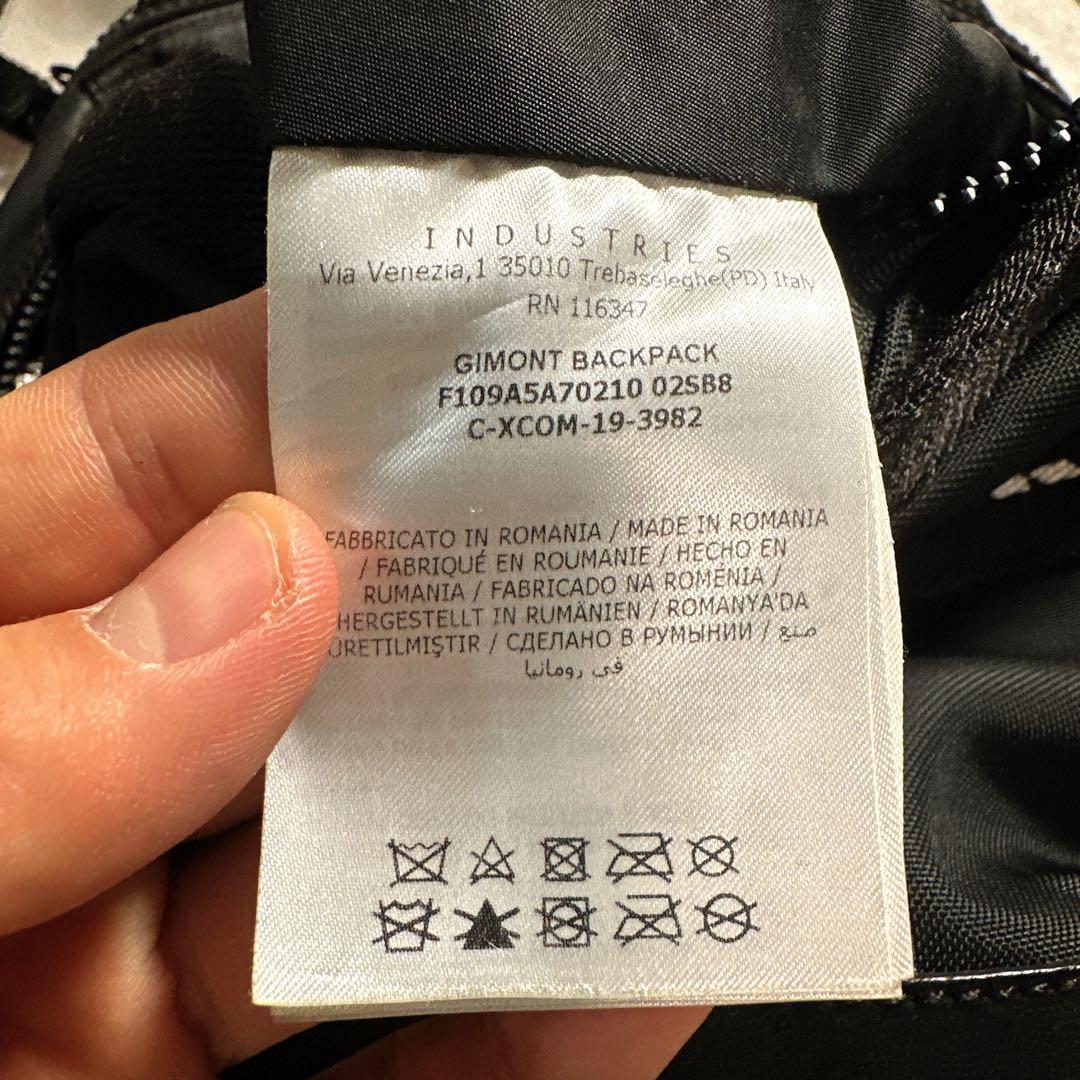 INDUSTRIES
Via Venezia,1 35010 Trebaseleghe(PD) Italy
RN 116347
GIMONT BACKPACK
F109A5A70210 02SB8
C-XCOM-19-3982
FABBRICATO IN ROMANIA / MADE IN ROMANIA
/ FABRIQUÉ EN ROUMANIE / HECHO EN
RUMANIA / FABRICADO NA ROMÉNIA /
HERGESTELLT IN RUMÄNIEN / ROMANYA'DA
ÜRETILMIŞTIR / СДЕЛАНО В РУМЫНИИ / صنع
في رومانيا